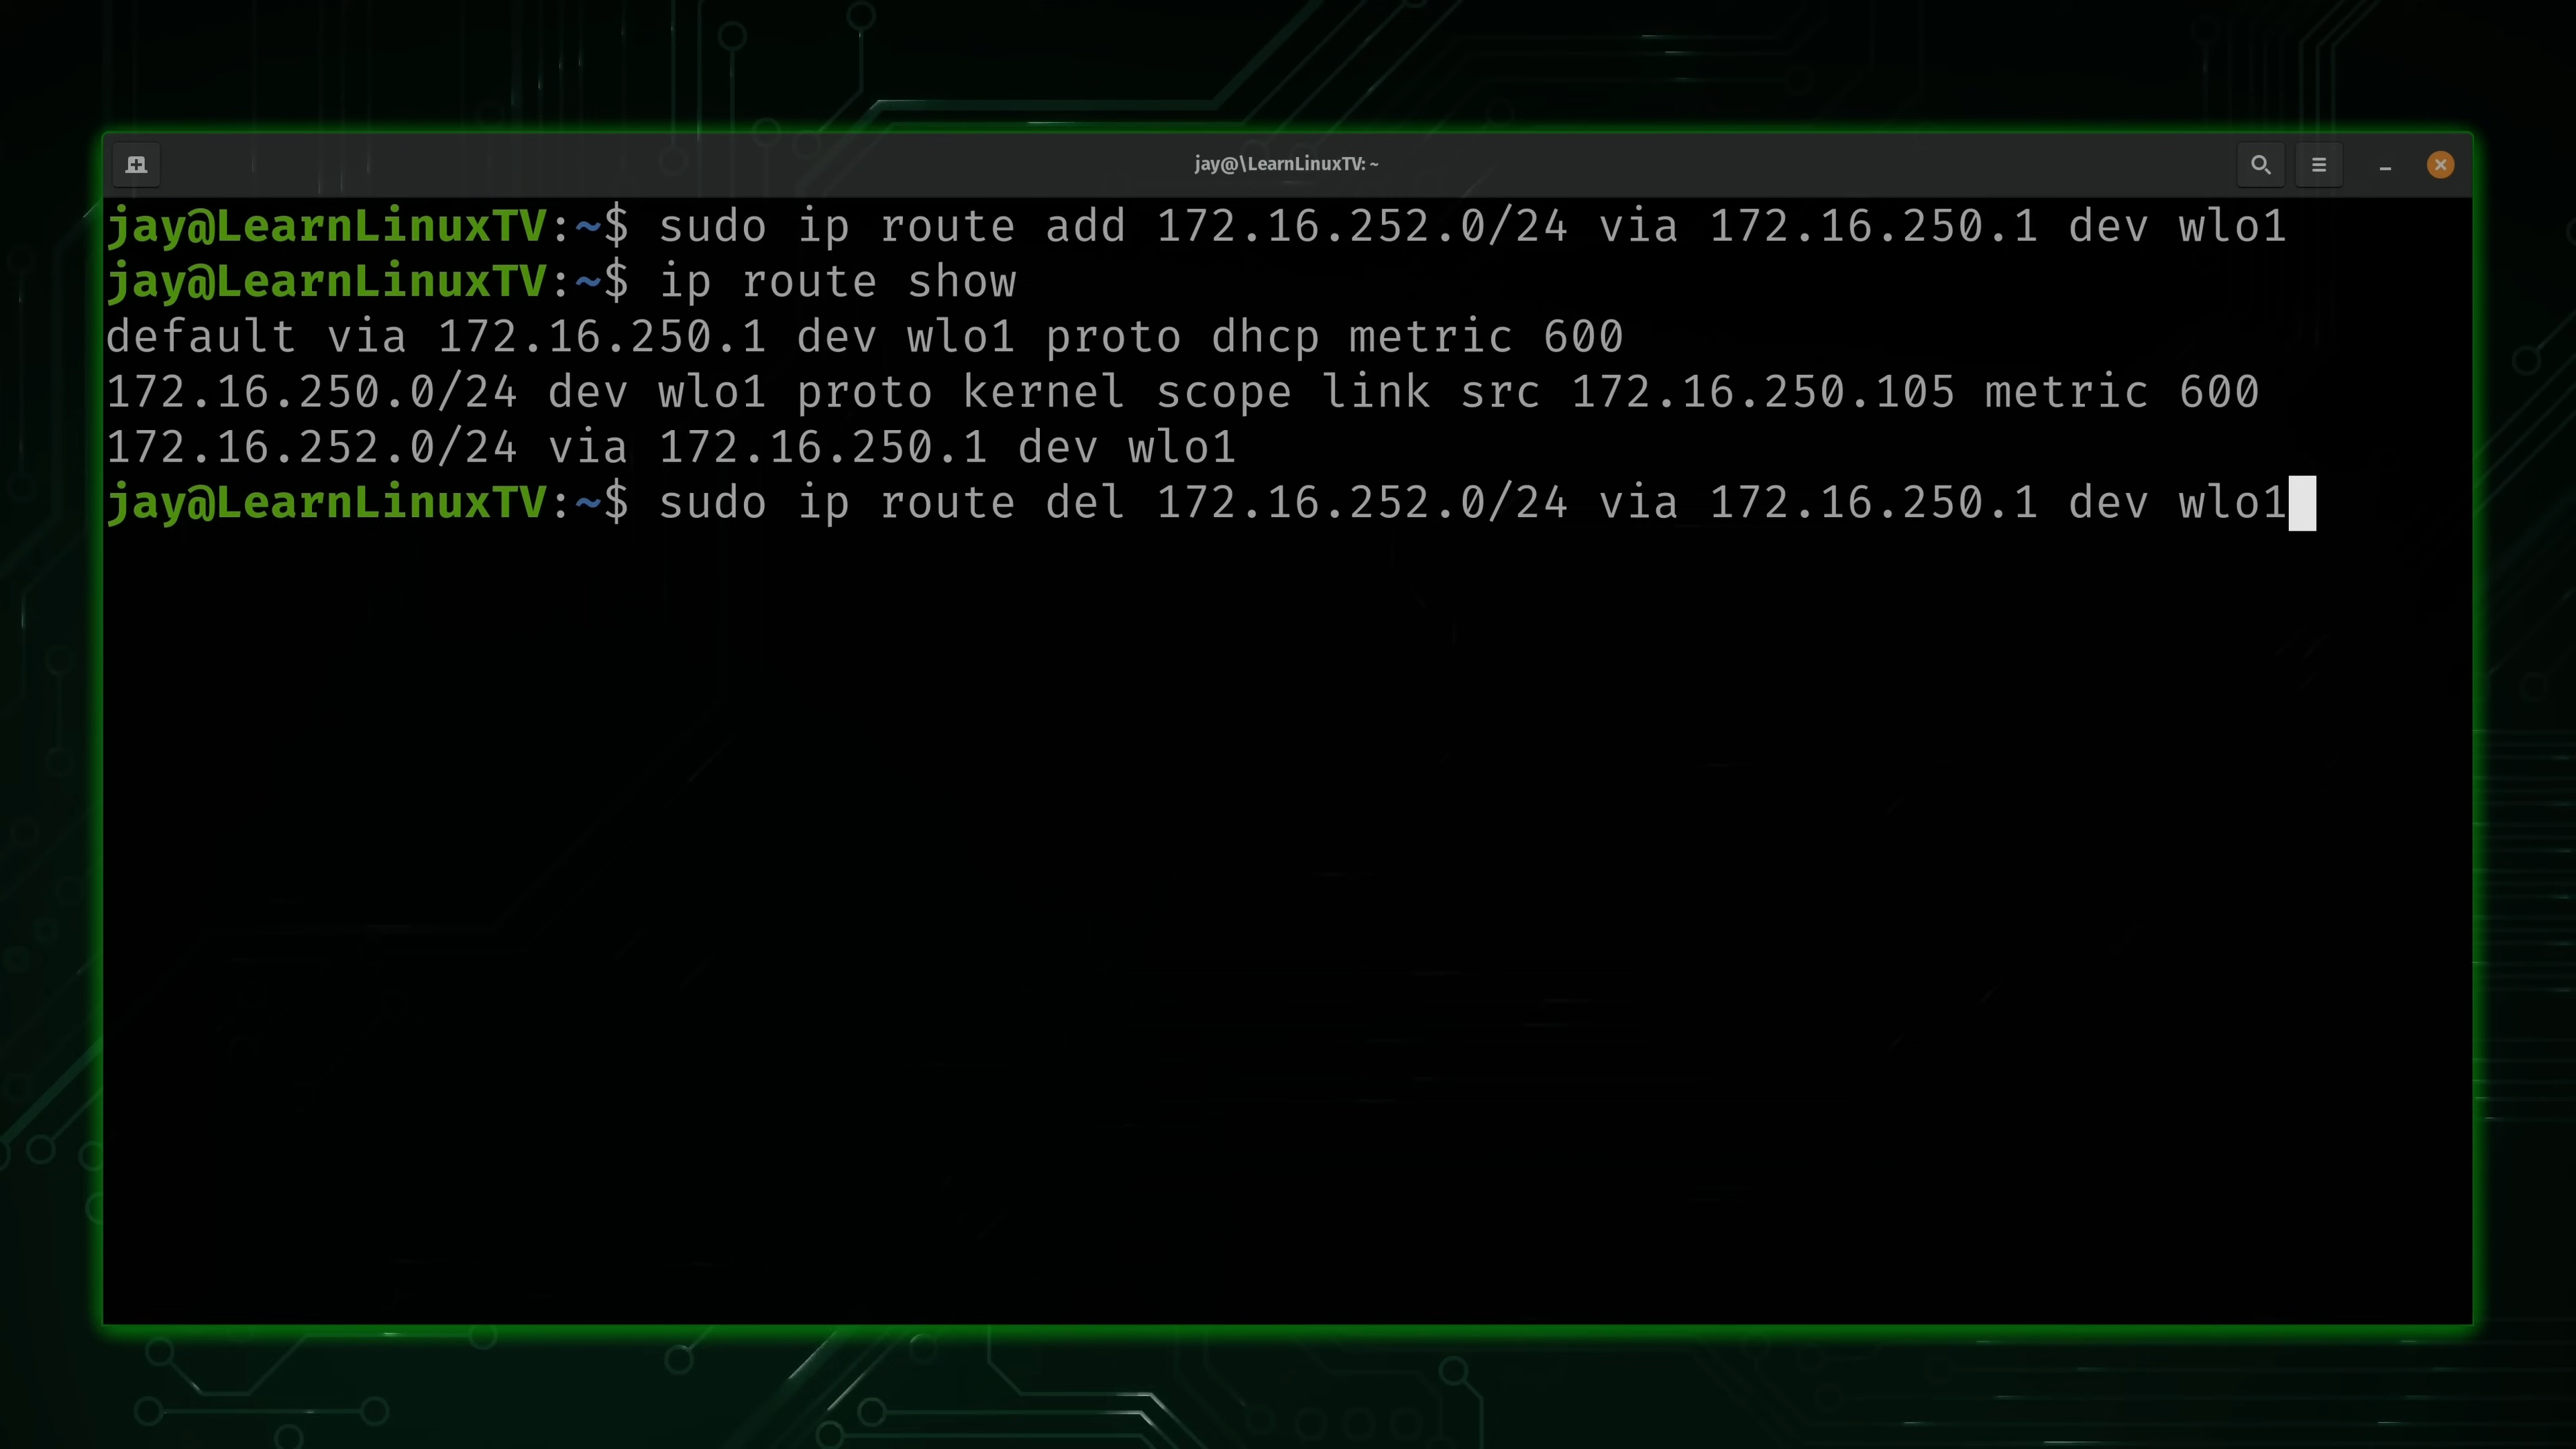 jay@\LearnLinuxTV: ~
jay@LearnLinuxTV:~$ sudo ip route add 172.16.252.0/24 via 172.16.250.1 dev wlo1
jay@LearnLinuxTV:~$ ip route show
default via 172.16.250.1 dev wlo1 proto dhcp metric 600
172.16.250.0/24 dev wlo1 proto kernel scope link src 172.16.250.105 metric 600
172.16.252.0/24 via 172.16.250.1 dev wlo1
jay@LearnLinuxTV:~$ sudo ip route del 172.16.252.0/24 via 172.16.250.1 dev wlo1